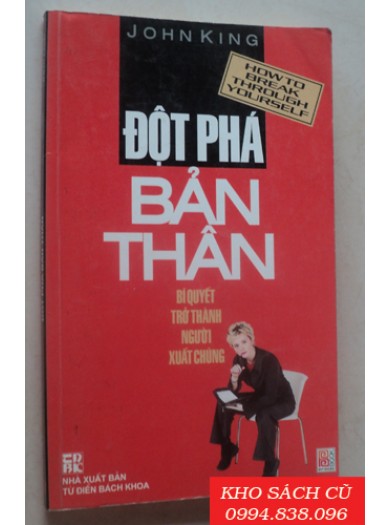 JOHN KING
HOW TO
BREAK
THROUGH
YOURSELF
ĐỘT PHÁ
BẢN
THÂN
BÍ QUYẾT
TRỞ THÀNH
NGƯỜI
XUẤT CHÚNG
NHÀ XUẤT BẢN
TỪ ĐIỂN BÁCH KHOA
KHO SÁCH CŨ
0994.838.096